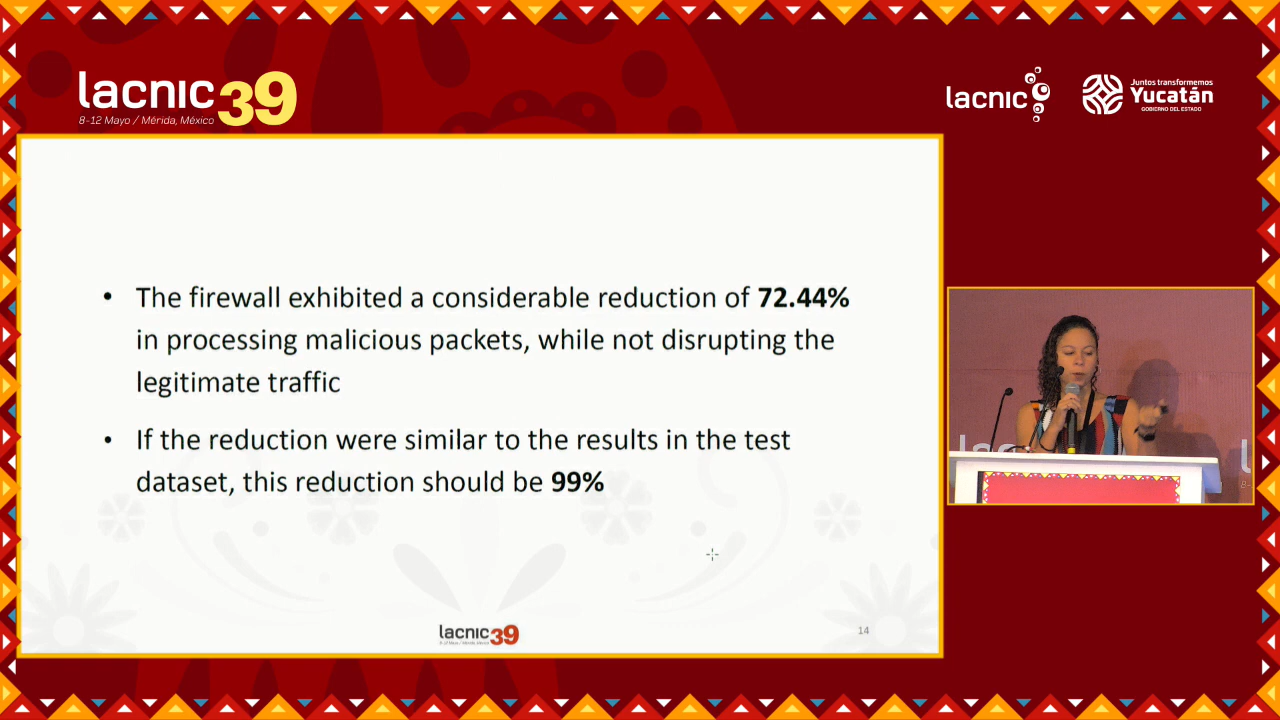 lacnic39
8-12 Mayo / Mérida, México
lacnic
Juntos transformemos
Yucatán
GOBIERNO DEL ESTADO
• The firewall exhibited a considerable reduction of 72.44%
in processing malicious packets, while not disrupting the
legitimate traffic
• If the reduction were similar to the results in the test
dataset, this reduction should be 99%
lacnic39
14